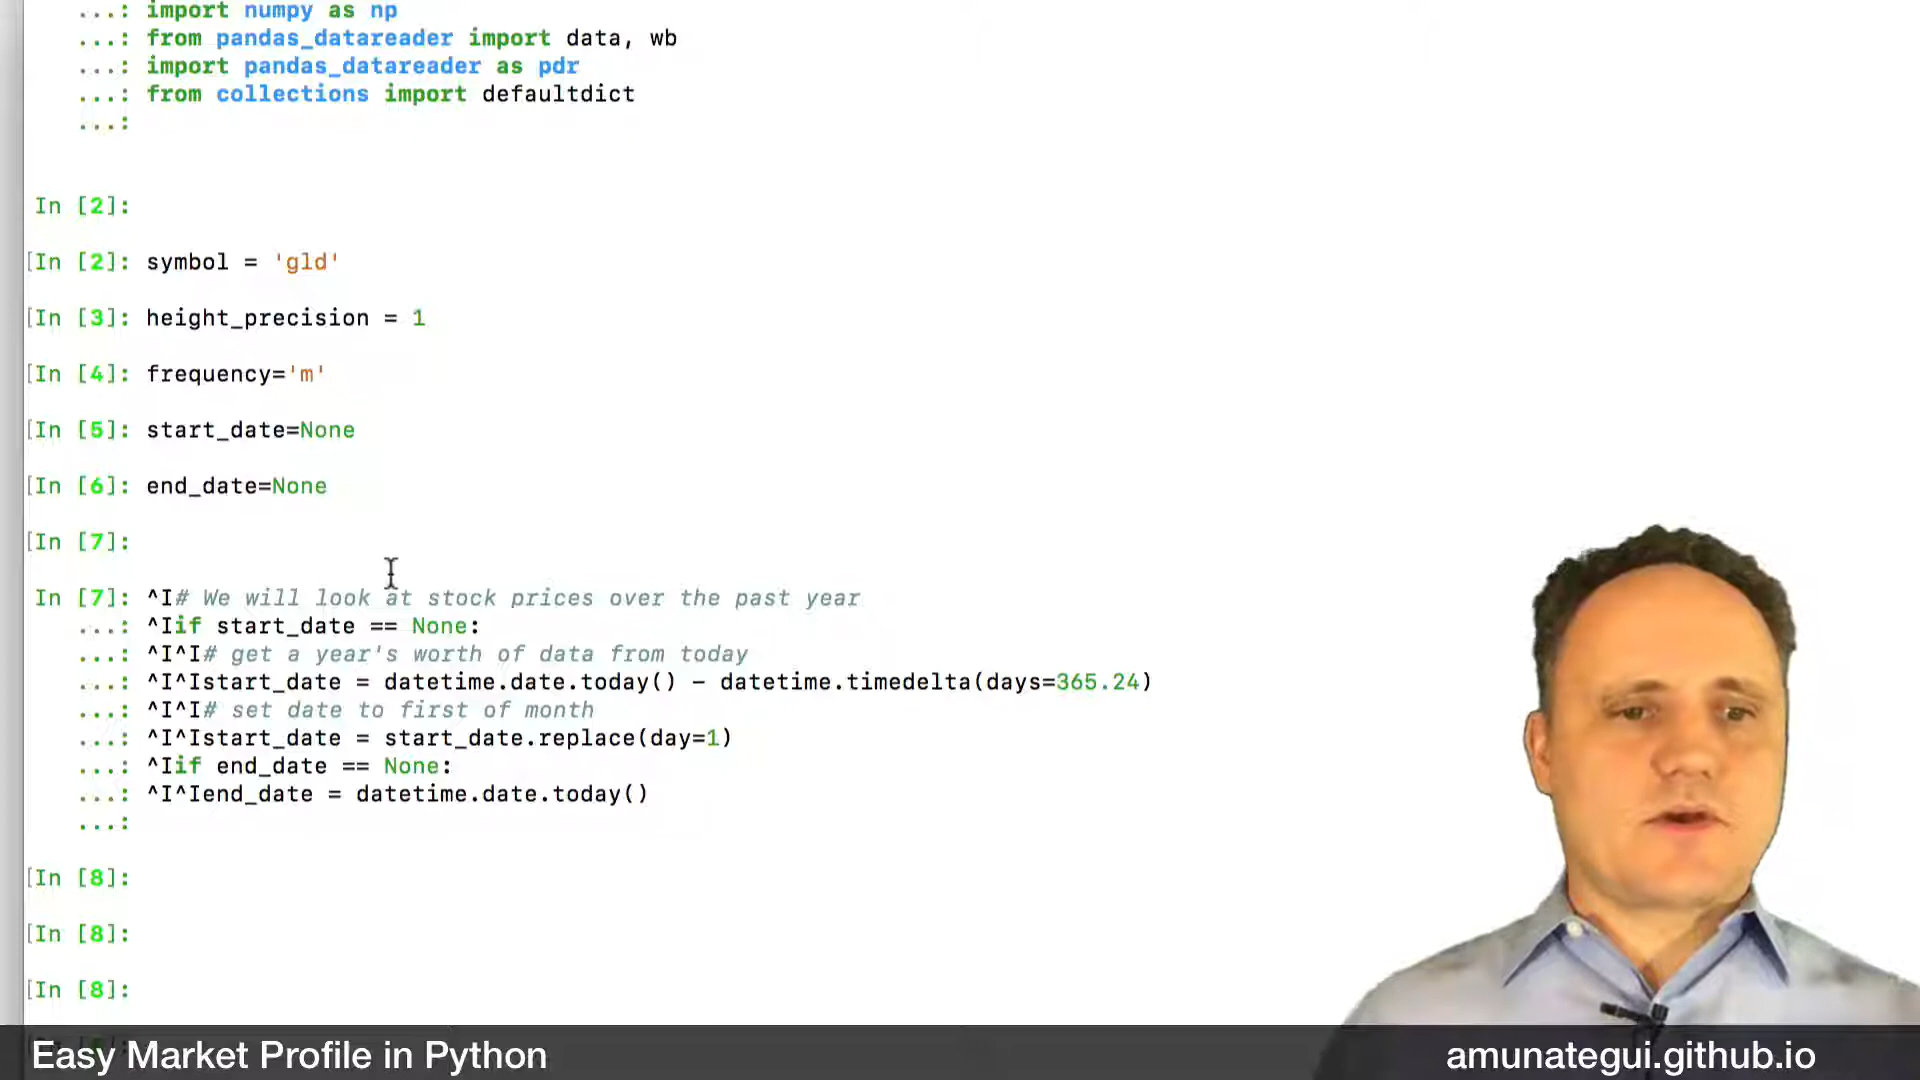 ...: import numpy as np
...: from pandas_datareader import data, wb
...: import pandas_datareader as pdr
...: from collections import defaultdict
...:
In [2]:
[In [2]: symbol = 'gld'
[In [3]: height_precision = 1
[In [4]: frequency='m'
[In [5]: start_date=None
[In [6]: end_date=None
[In [7]:
In [7]: ^I# We will look at stock prices over the past year
...: ^Iif start_date == None:
...: ^I^I# get a year's worth of data from today
...: ^I^Istart_date = datetime.date.today() - datetime.timedelta(days=365.24)
...: ^I^I# set date to first of month
...: ^I^Istart_date = start_date.replace(day=1)
...: ^Iif end_date == None:
...: ^I^Iend_date = datetime.date.today()
...:
[In [8]:
[In [8]:
[In [8]:
Easy Market Profile in Python
amunategui.github.io